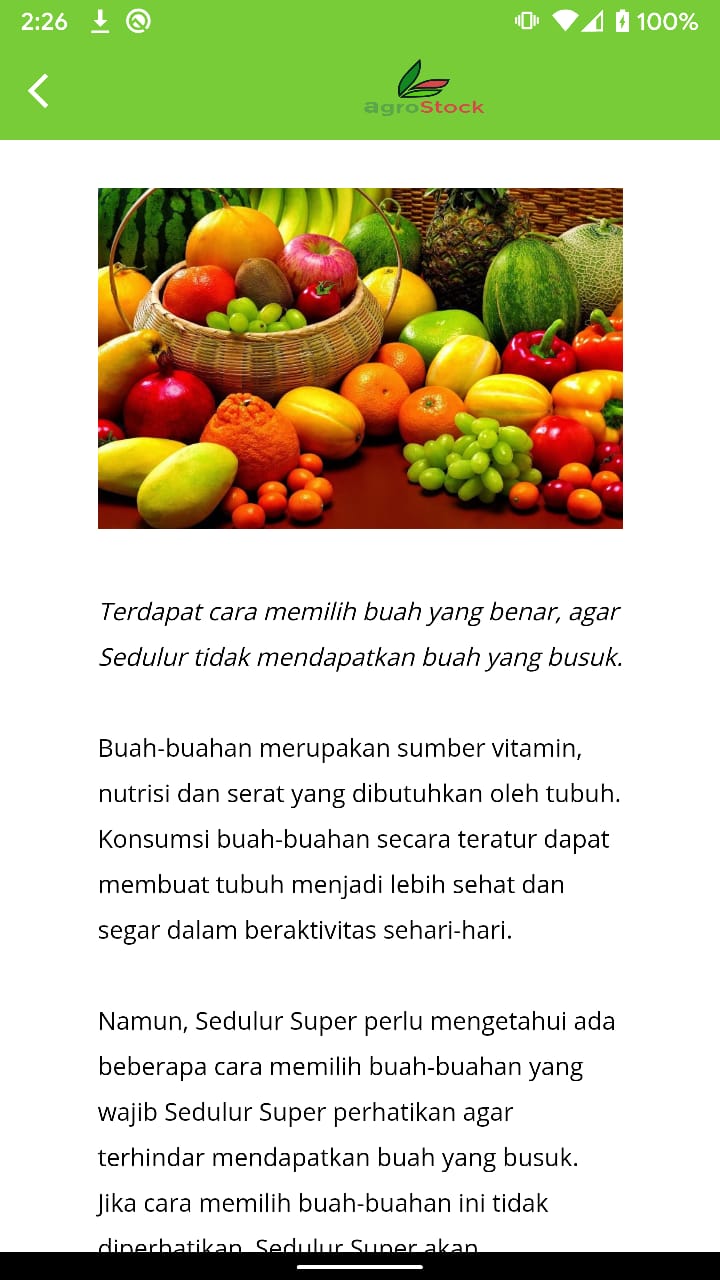 2:26
100%
agroStock
Terdapat cara memilih buah yang benar, agar
Sedulur tidak mendapatkan buah yang busuk.
Buah-buahan merupakan sumber vitamin,
nutrisi dan serat yang dibutuhkan oleh tubuh.
Konsumsi buah-buahan secara teratur dapat
membuat tubuh menjadi lebih sehat dan
segar dalam beraktivitas sehari-hari.
Namun, Sedulur Super perlu mengetahui ada
beberapa cara memilih buah-buahan yang
wajib Sedulur Super perhatikan agar
terhindar mendapatkan buah yang busuk.
Jika cara memilih buah-buahan ini tidak
diperhatikan, Sedulur Super akan